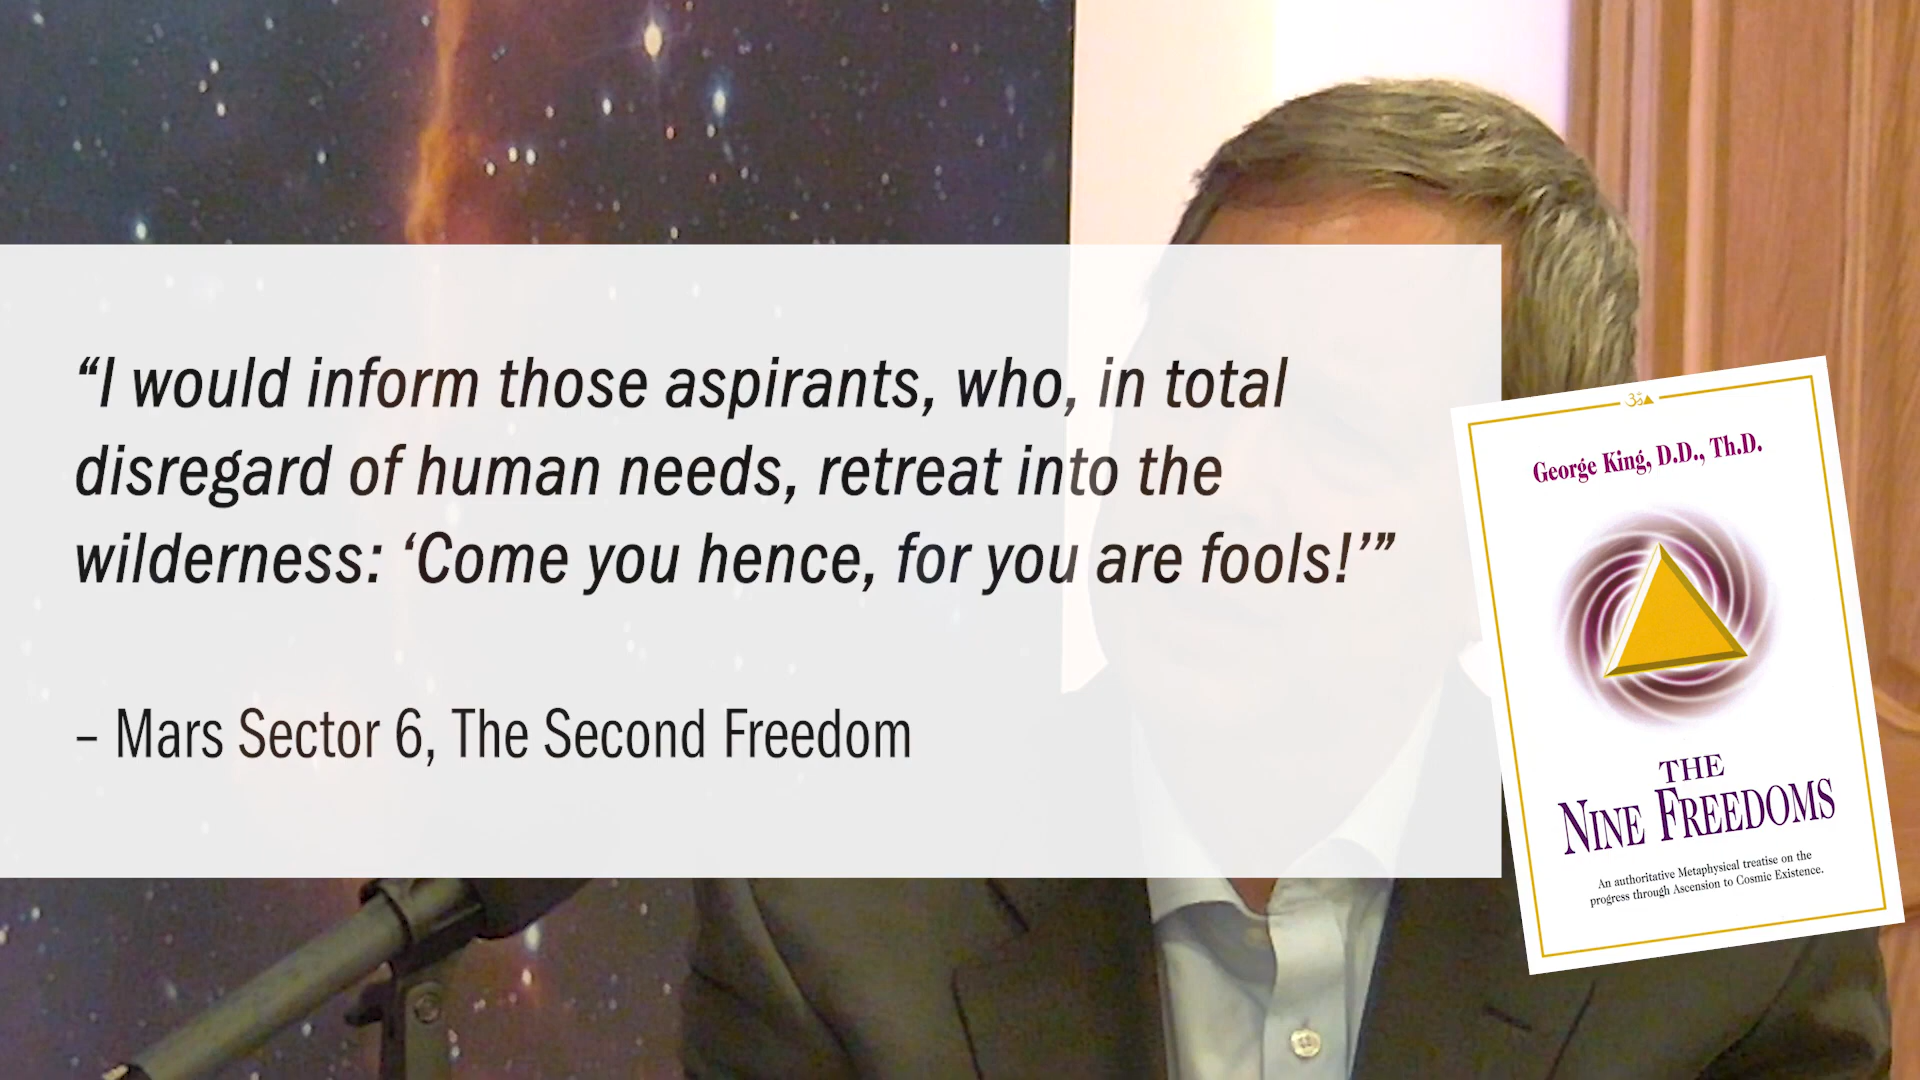 “I would inform those aspirants, who, in total
disregard of human needs, retreat into the
wilderness: ‘Come you hence, for you are fools!’”
– Mars Sector 6, The Second Freedom
George King, D.D., Th.D.
THE
NINE FREEDOMS
An authoritative Metaphysical treatise on the
progress through Ascension to Cosmic Existence.